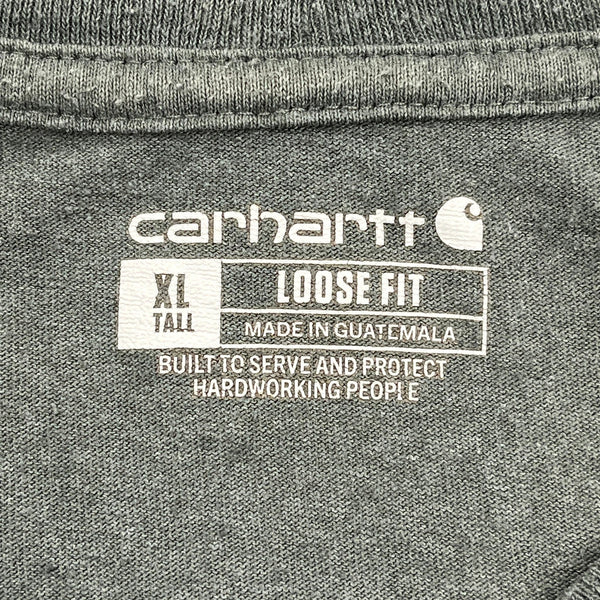 carhartt
XL
TALL
LOOSE FIT
MADE IN GUATEMALA
BUILT TO SERVE AND PROTECT
HARDWORKING PEOPLE